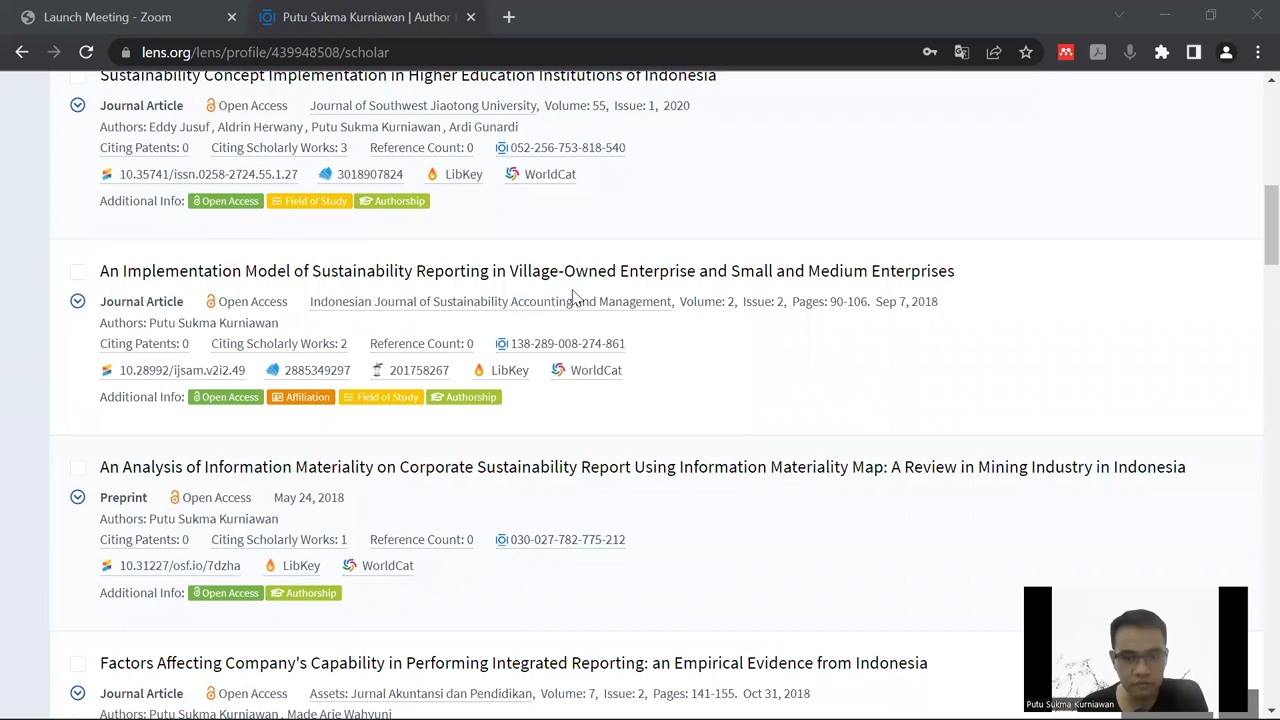 Launch Meeting - Zoom
Putu Sukma Kurniawan | Author
lens.org/lens/profile/439948508/scholar
Sustainability Concept Implementation in Higher Education Institutions of Indonesia
Journal Article Open Access Journal of Southwest Jiaotong University, Volume: 55, Issue: 1, 2020
Authors: Eddy Jusuf , Aldrin Herwany , Putu Sukma Kurniawan , Ardi Gunardi
Citing Patents: 0 Citing Scholarly Works: 3 Reference Count: 0 052-256-753-818-540
10.35741/issn.0258-2724.55.1.27 3018907824 LibKey WorldCat
Additional Info: Open Access Field of Study Authorship
An Implementation Model of Sustainability Reporting in Village-Owned Enterprise and Small and Medium Enterprises
Journal Article Open Access Indonesian Journal of Sustainability Accounting and Management, Volume: 2, Issue: 2, Pages: 90-106. Sep 7, 2018
Authors: Putu Sukma Kurniawan
Citing Patents: 0 Citing Scholarly Works: 2 Reference Count: 0 138-289-008-274-861
10.28992/ijsam.v2i2.49 2885349297 201758267 LibKey WorldCat
Additional Info: Open Access Affiliation Field of Study Authorship
An Analysis of Information Materiality on Corporate Sustainability Report Using Information Materiality Map: A Review in Mining Industry in Indonesia
Preprint Open Access May 24, 2018
Authors: Putu Sukma Kurniawan
Citing Patents: 0 Citing Scholarly Works: 1 Reference Count: 0 030-027-782-775-212
10.31227/osf.io/7dzha LibKey WorldCat
Additional Info: Open Access Authorship
Factors Affecting Company's Capability in Performing Integrated Reporting: an Empirical Evidence from Indonesia
Journal Article Open Access Assets: Jurnal Akuntansi dan Pendidikan, Volume: 7, Issue: 2, Pages: 141-155. Oct 31, 2018
Authors: Putu Sukma Kurniawan , Made Arie Wahyuni
Putu Sukma Kurniawan